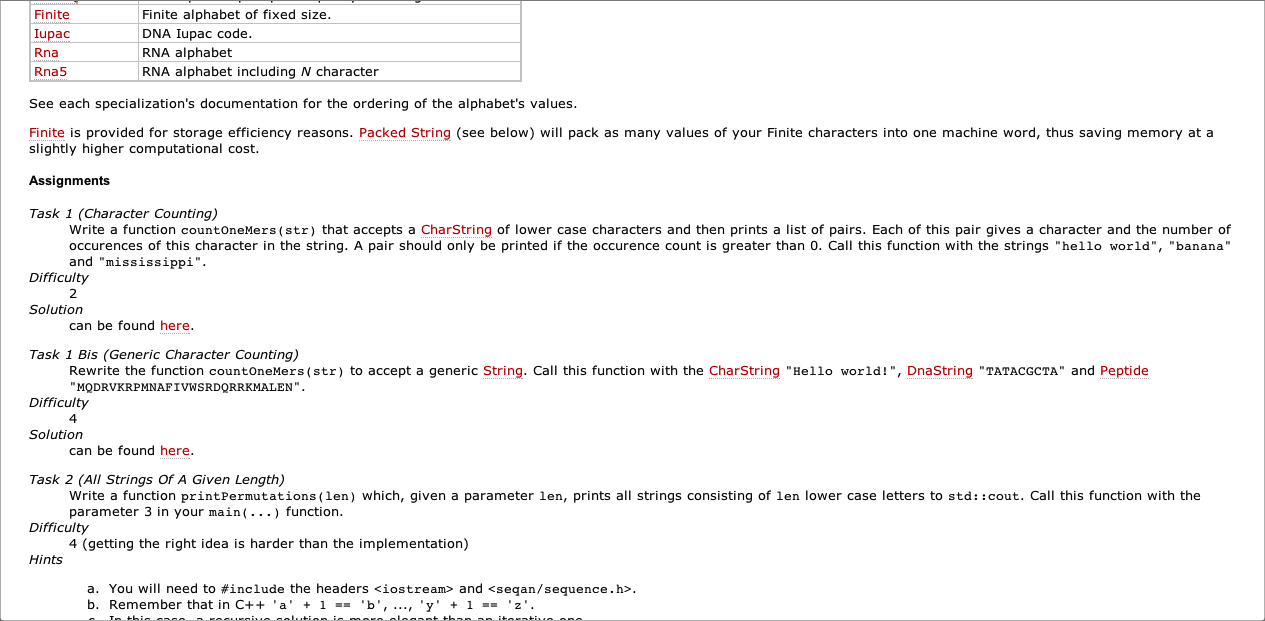 Finite Finite alphabet of fixed size.
Iupac DNA Iupac code.
Rna RNA alphabet
Rna5 RNA alphabet including N character
See each specialization's documentation for the ordering of the alphabet's values.
Finite is provided for storage efficiency reasons. Packed String (see below) will pack as many values of your Finite characters into one machine word, thus saving memory at a
slightly higher computational cost.
Assignments
Task 1 (Character Counting)
Write a function countOneMers(str) that accepts a CharString of lower case characters and then prints a list of pairs. Each of this pair gives a character and the number of
occurences of this character in the string. A pair should only be printed if the occurence count is greater than 0. Call this function with the strings "hello world", "banana"
and "mississippi".
Difficulty
2
Solution
can be found here.
Task 1 Bis (Generic Character Counting)
Rewrite the function countOneMers(str) to accept a generic String. Call this function with the CharString "Hello world!", DnaString "TATACGCTA" and Peptide
"MQDRVKRPMNAFIVWSRDQRRKMALEN".
Difficulty
4
Solution
can be found here.
Task 2 (All Strings Of A Given Length)
Write a function printPermutations(len) which, given a parameter len, prints all strings consisting of len lower case letters to std::cout. Call this function with the
parameter 3 in your main(...) function.
Difficulty
4 (getting the right idea is harder than the implementation)
Hints
a. You will need to #include the headers <iostream> and <seqan/sequence.h>.
b. Remember that in C++ 'a' + 1 == 'b', ..., 'y' + 1 == 'z'.
c. In this case, a recursive solution is more elegant than an iterative one.